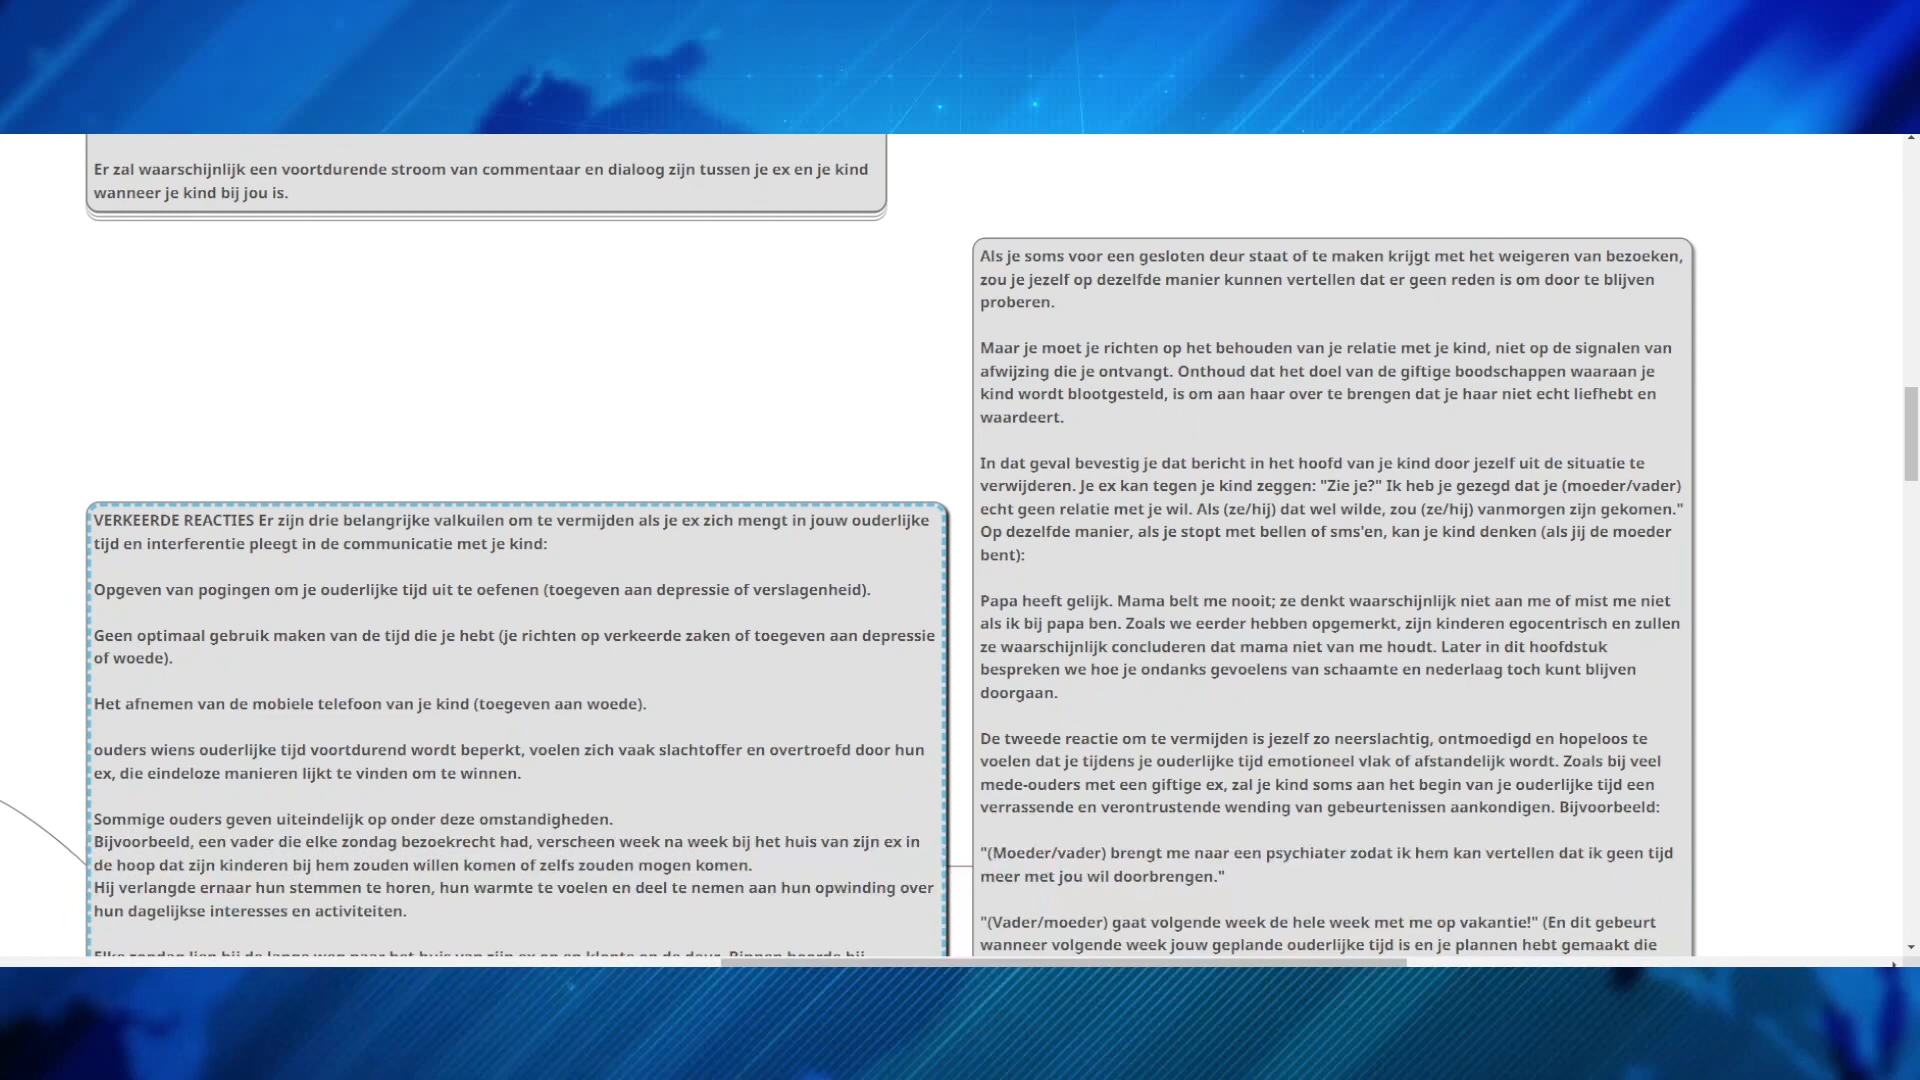 Er zal waarschijnlijk een voortdurende stroom van commentaar en dialoog zijn tussen je ex en je kind
wanneer je kind bij jou is.
VERKEERDE REACTIES Er zijn drie belangrijke valkuilen om te vermijden als je ex zich mengt in jouw ouderlijke
tijd en interferentie pleegt in de communicatie met je kind:
Opgeven van pogingen om je ouderlijke tijd uit te oefenen (toegeven aan depressie of verslagenheid).
Geen optimaal gebruik maken van de tijd die je hebt (je richten op verkeerde zaken of toegeven aan depressie
of woede).
Het afnemen van de mobiele telefoon van je kind (toegeven aan woede).
ouders wiens ouderlijke tijd voortdurend wordt beperkt, voelen zich vaak slachtoffer en overtroefd door hun
ex, die eindeloze manieren lijkt te vinden om te winnen.
Sommige ouders geven uiteindelijk op onder deze omstandigheden.
Bijvoorbeeld, een vader die elke zondag bezoekrecht had, verscheen week na week bij het huis van zijn ex in
de hoop dat zijn kinderen bij hem zouden willen komen of zelfs zouden mogen komen.
Hij verlangde ernaar hun stemmen te horen, hun warmte te voelen en deel te nemen aan hun opwinding over
hun dagelijkse interesses en activiteiten.
Als je soms voor een gesloten deur staat of te maken krijgt met het weigeren van bezoeken,
zou je jezelf op dezelfde manier kunnen vertellen dat er geen reden is om door te blijven
proberen.
Maar je moet je richten op het behouden van je relatie met je kind, niet op de signalen van
afwijzing die je ontvangt. Onthoud dat het doel van de giftige boodschappen waaraan je
kind wordt blootgesteld, is om aan haar over te brengen dat je haar niet echt liefhebt en
waardeert.
In dat geval bevestig je dat bericht in het hoofd van je kind door jezelf uit de situatie te
verwijderen. Je ex kan tegen je kind zeggen: "Zie je?" Ik heb je gezegd dat je (moeder/vader)
echt geen relatie met je wil. Als (ze/hij) dat wel wilde, zou (ze/hij) vanmorgen zijn gekomen."
Op dezelfde manier, als je stopt met bellen of sms'en, kan je kind denken (als jij de moeder
bent):
Papa heeft gelijk. Mama belt me nooit; ze denkt waarschijnlijk niet aan me of mist me niet
als ik bij papa ben. Zoals we eerder hebben opgemerkt, zijn kinderen egocentrisch en zullen
ze waarschijnlijk concluderen dat mama niet van me houdt. Later in dit hoofdstuk
bespreken we hoe je ondanks gevoelens van schaamte en nederlaag toch kunt blijven
doorgaan.
De tweede reactie om te vermijden is jezelf zo neerslachtig, ontmoedigd en hopeloos te
voelen dat je tijdens je ouderlijke tijd emotioneel vlak of afstandelijk wordt. Zoals bij veel
mede-ouders met een giftige ex, zal je kind soms aan het begin van je ouderlijke tijd een
verrassende en verontrustende wending van gebeurtenissen aankondigen. Bijvoorbeeld:
"(Moeder/vader) brengt me naar een psychiater zodat ik hem kan vertellen dat ik geen tijd
meer met jou wil doorbrengen."
"(Vader/moeder) gaat volgende week de hele week met me op vakantie!" (En dit gebeurt
wanneer volgende week jouw geplande ouderlijke tijd is en je plannen hebt gemaakt die